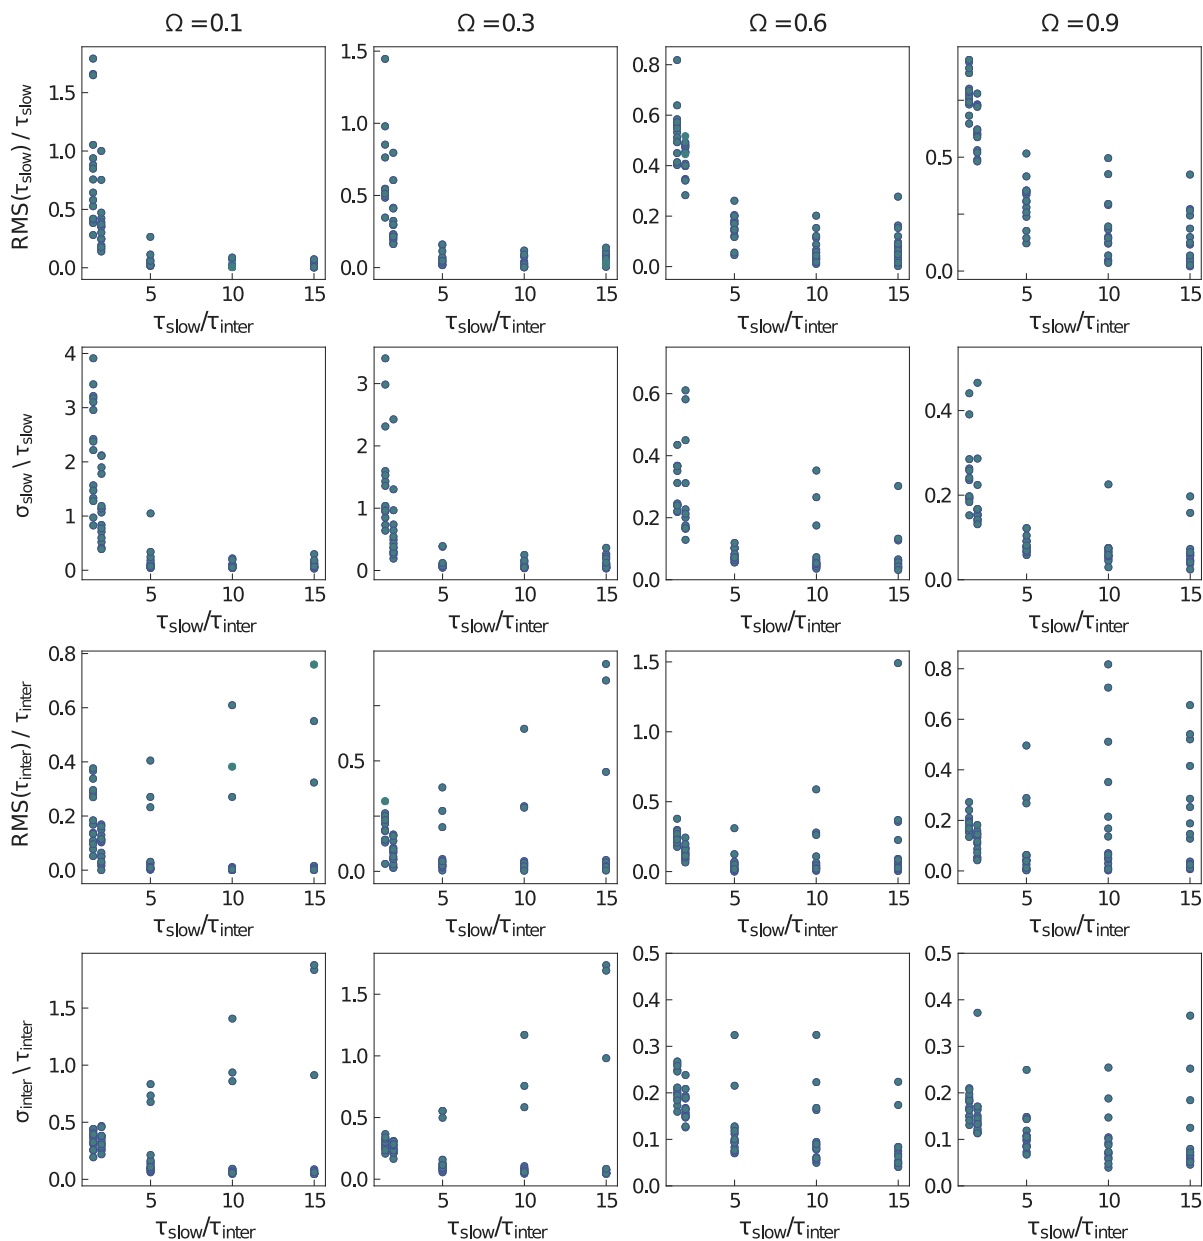 Ω =0.1 Ω =0.3 Ω =0.6 Ω =0.9
RMS(τslow) / τslow
1.5 1.0 0.5 0.0
5 10 15
τslow/τinter
1.5 1.0 0.5 0.0
5 10 15
τslow/τinter
0.8 0.6 0.4 0.2 0.0
5 10 15
τslow/τinter
0.5 0.0
5 10 15
τslow/τinter
σslow \ τslow
4 3 2 1 0
5 10 15
τslow/τinter
3 2 1 0
5 10 15
τslow/τinter
0.6 0.4 0.2 0.0
5 10 15
τslow/τinter
0.4 0.2 0.0
5 10 15
τslow/τinter
RMS(τinter) / τinter
0.8 0.6 0.4 0.2 0.0
5 10 15
τslow/τinter
0.5 0.0
5 10 15
τslow/τinter
1.5 1.0 0.5 0.0
5 10 15
τslow/τinter
0.8 0.6 0.4 0.2 0.0
5 10 15
τslow/τinter
σinter \ τinter
1.5 1.0 0.5 0.0
5 10 15
τslow/τinter
1.5 1.0 0.5 0.0
5 10 15
τslow/τinter
0.5 0.4 0.3 0.2 0.1 0.0
5 10 15
τslow/τinter
0.5 0.4 0.3 0.2 0.1 0.0
5 10 15
τslow/τinter